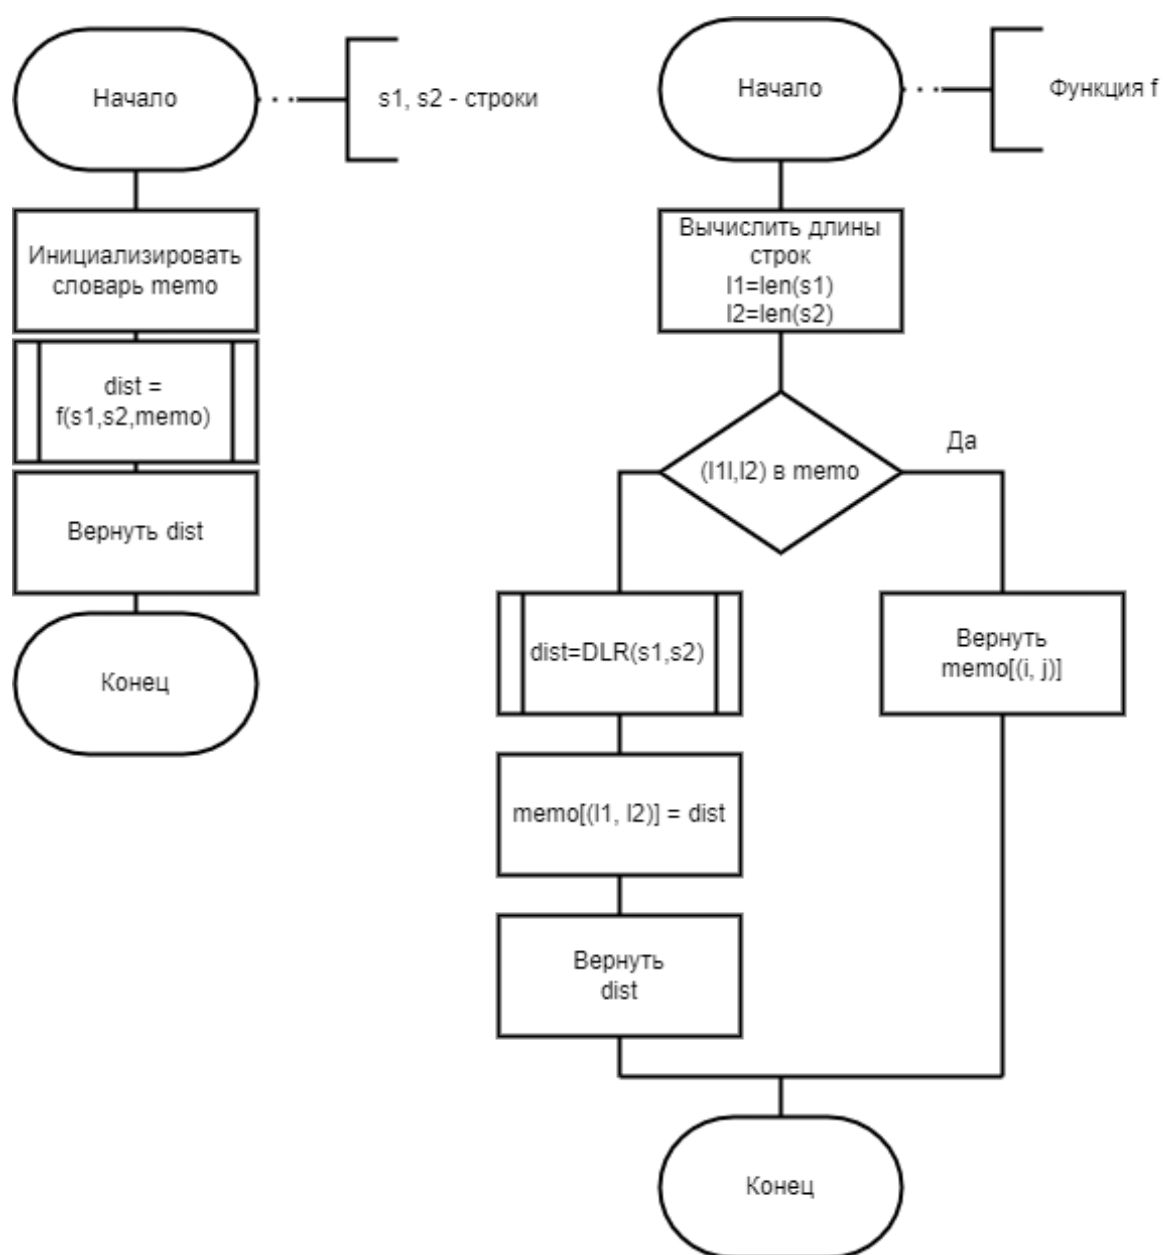 Начало
s1, s2 - строки
Инициализировать
словарь memo
dist =
f(s1,s2,memo)
Вернуть dist
Конец
Начало
Функция f
Вычислить длины
строк
l1=len(s1)
l2=len(s2)
(l1l,l2) в memo
Да
dist=DLR(s1,s2)
Вернуть
memo[(i, j)]
memo[(l1, l2)] = dist
Вернуть
dist
Конец